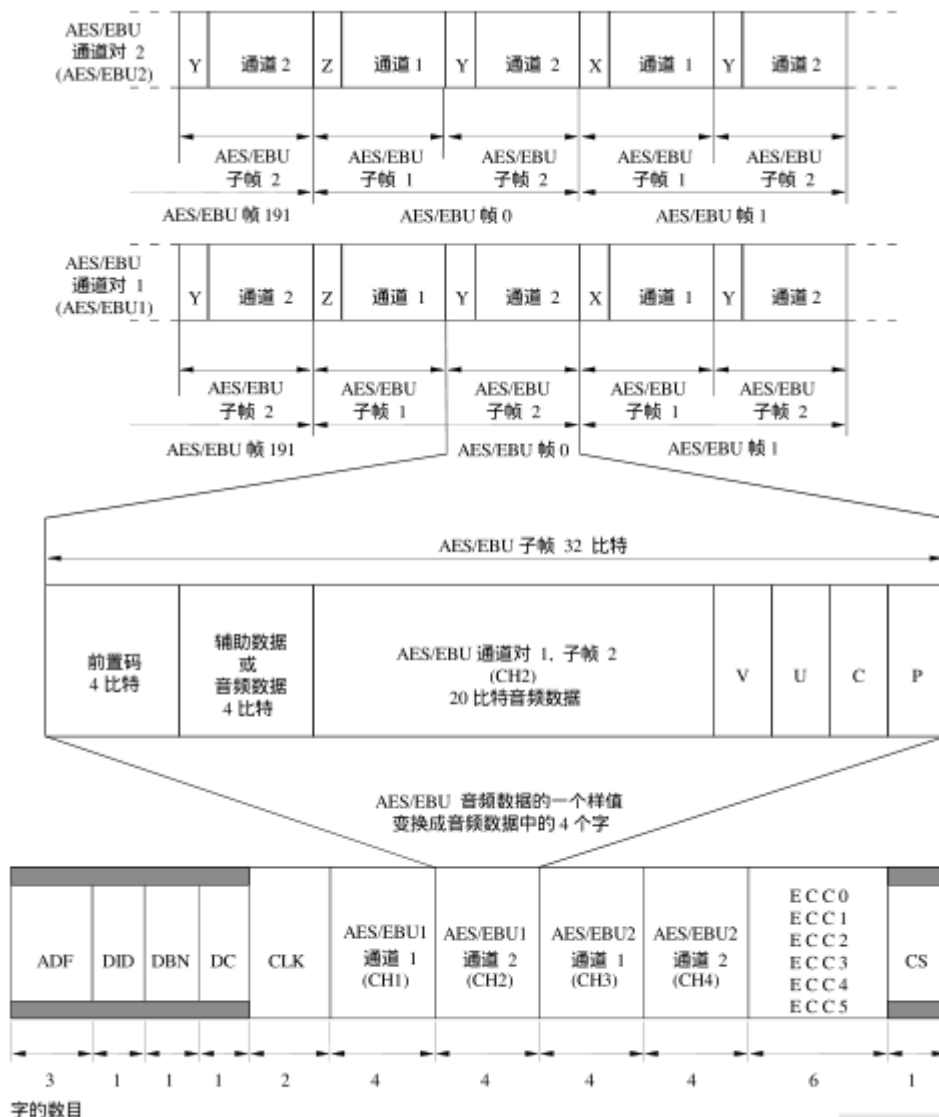 AES/EBU
通道对 2
(AES/EBU2)
Y 通道 2 Z 通道 1 Y 通道 2 X 通道 1 Y 通道 2
AES/EBU AES/EBU AES/EBU AES/EBU AES/EBU
子帧 2 子帧 1 子帧 2 子帧 1 子帧 2
AES/EBU 帧 191 AES/EBU 帧 0 AES/EBU 帧 1
AES/EBU
通道对 1
(AES/EBU1)
Y 通道 2 Z 通道 1 Y 通道 2 X 通道 1 Y 通道 2
AES/EBU AES/EBU AES/EBU AES/EBU AES/EBU
子帧 2 子帧 1 子帧 2 子帧 1 子帧 2
AES/EBU 帧 191 AES/EBU 帧 0 AES/EBU 帧 1
AES/EBU 子帧 32 比特
前置码
4 比特
辅助数据
或
音频数据
4 比特
AES/EBU 通道对 1, 子帧 2
(CH2)
20 比特音频数据
V U C P
AES/EBU 音频数据的一个样值
变换成音频数据中的 4 个字
ADF DID DBN DC CLK
AES/EBU1
通道 1
(CH1)
AES/EBU1
通道 2
(CH2)
AES/EBU2
通道 1
(CH3)
AES/EBU2
通道 2
(CH4)
ECC0
ECC1
ECC2
ECC3
ECC4
ECC5
CS
3 1 1 1 2 4 4 4 4 6 1
字的数目